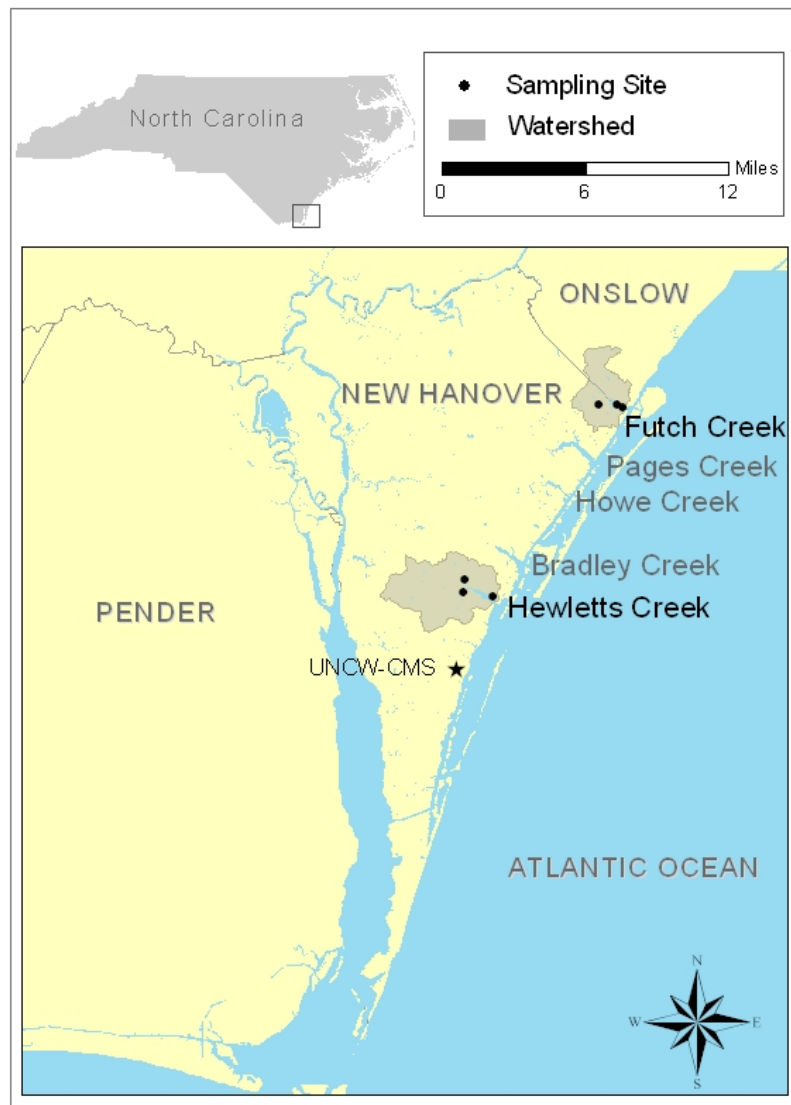 North Carolina
Sampling Site
Watershed
Miles
0 6 12
ONSLOW
NEW HANOVER
Futch Creek
Pages Creek
Howe Creek
Bradley Creek
PENDER
Hewletts Creek
UNCW-CMS
ATLANTIC OCEAN
N
W E
S